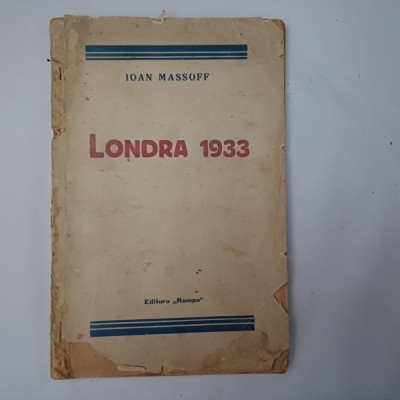 IOAN MASSOFF
LONDRA 1933
Editura „Rampa"